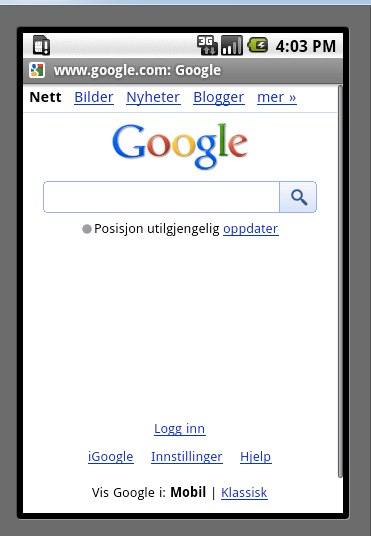 3G 4:03 PM
www.google.com: Google
Nett Bilder Nyheter Blogger mer »
Google
Posisjon utilgjengelig oppdater
Logg inn
iGoogle Innstillinger Hjelp
Vis Google i: Mobil | Klassisk